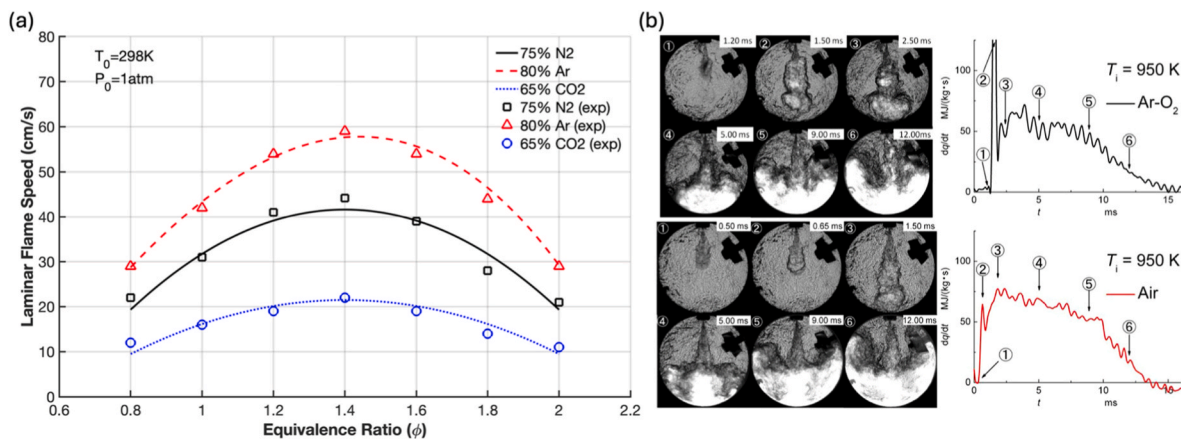 (a)
80
70
60
50
40
30
20
10
0
Laminar Flame Speed (cm/s)
T0=298K
P0=1atm
75% N2
80% Ar
65% CO2
75% N2 (exp)
80% Ar (exp)
65% CO2 (exp)
0.6 0.8 1 1.2 1.4 1.6 1.8 2 2.2
Equivalence Ratio (ϕ)
(b)
① 1.20 ms ② 1.50 ms ③ 2.50 ms
④ 5.00 ms ⑤ 9.00 ms ⑥ 12.00ms
① 0.50 ms ② 0.65 ms ③ 1.50 ms
④ 5.00 ms ⑤ 9.00 ms ⑥ 12.00 ms
100
50
0
dq/dt MJ/(kg·s)
① ② ③ ④ ⑤ ⑥
Ti = 950 K
Ar-O2
0 5 10 15
t ms
100
50
0
dq/dt MJ/(kg·s)
① ② ③ ④ ⑤ ⑥
Ti = 950 K
Air
0 5 10 15
t ms